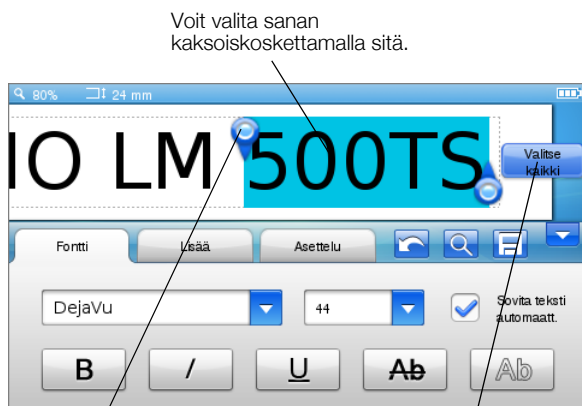 Voit valita sanan
kaksoiskoskettamalla sitä.
80% 24 mm
IO LM 500TS
Valitse
kaikki
Fontti Lisää Asettelu
DejaVu 44 Sovita teksti
automaatt.
B I U Ab Ab